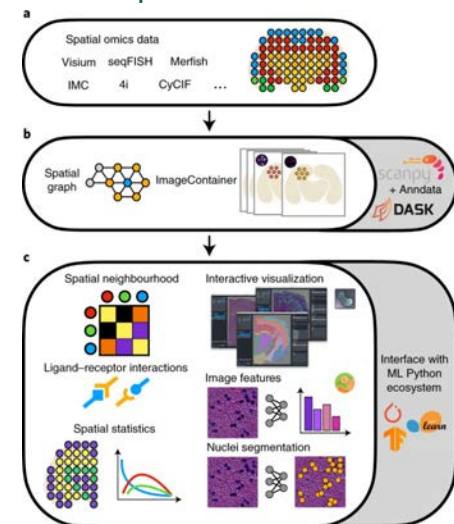 a
Spatial omics data
Visium seqFISH Merfish
IMC 4i CyCIF ...
b
Spatial
graph
ImageContainer
scanpy
+ Anndata
DASK
c
Spatial neighbourhood
Interactive visualization
Ligand–receptor interactions
Image features
Spatial statistics
Nuclei segmentation
Interface with
ML Python
ecosystem
learn